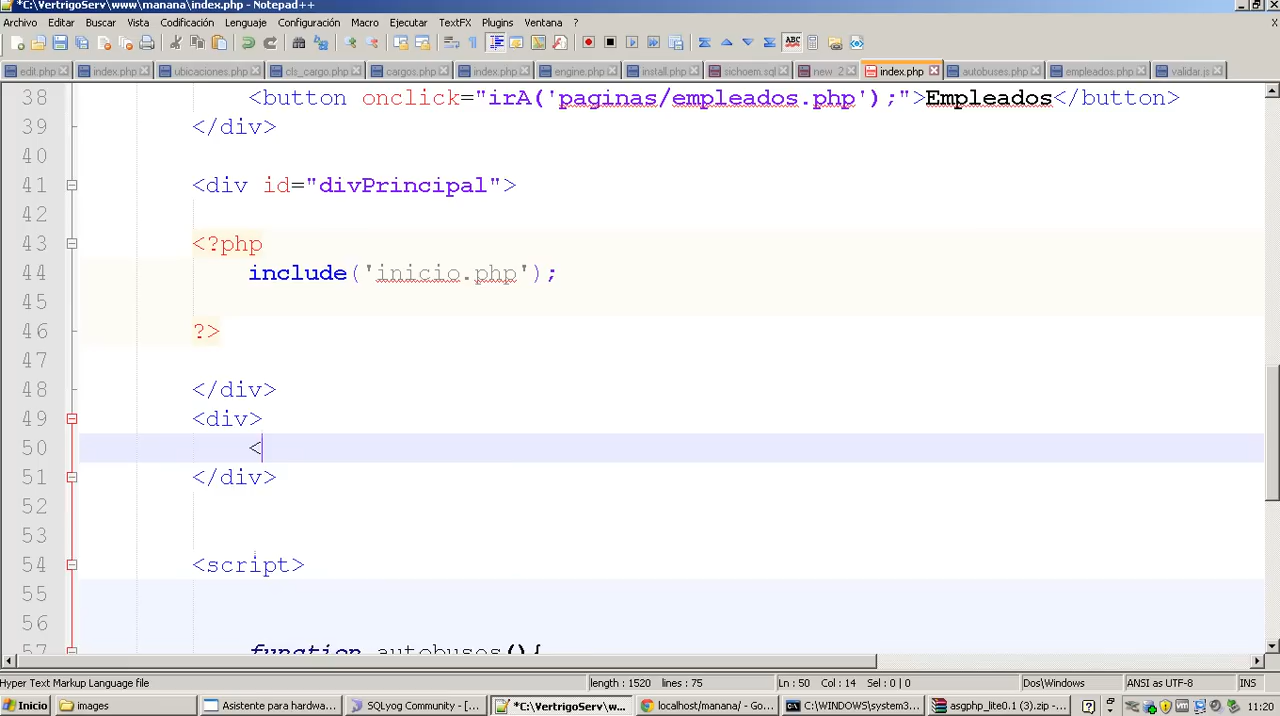 *C:\VertrigoServ\www\manana\index.php - Notepad++
Archivo Editar Buscar Vista Codificación Lenguaje Configuración Macro Ejecutar TextFX Plugins Ventana ?
X
edit.php index.php ubicaciones.php cls_cargo.php cargos.php index.php engine.php install.php sichoem.sql new 2 index.php autobuses.php empleados.php validar.js
38 <button onclick="irA('paginas/empleados.php');">Empleados</button>
39 </div>
40
41 <div id="divPrincipal">
42
43 <?php
44 include('inicio.php');
45
46 ?>
47
48 </div>
49 <div>
50 <
51 </div>
52
53
54 <script>
55
56
57 function autobuses(){
Hyper Text Markup Language file length : 1520 lines : 75 Ln : 50 Col : 14 Sel : 0 | 0 Dos\Windows ANSI as UTF-8 INS
Inicio images Asistente para hardwa... SQLyog Community - [... *C:\VertrigoServ\ww... localhost/manana/ - Go... C:\WINDOWS\system3... asgphp_lite0.1 (3).zip -... 11:20